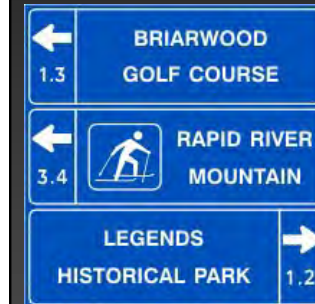 BRIARWOOD
1.3 GOLF COURSE
RAPID RIVER
3.4 MOUNTAIN
LEGENDS
HISTORICAL PARK 1.2